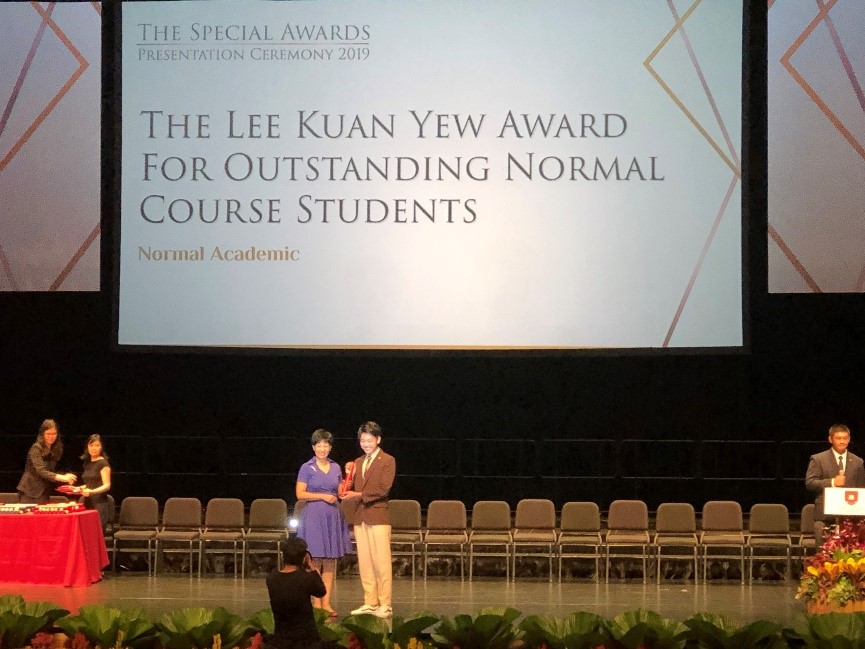 The Special Awards
Presentation Ceremony 2019
The Lee Kuan Yew Award
For Outstanding Normal
Course Students
Normal Academic